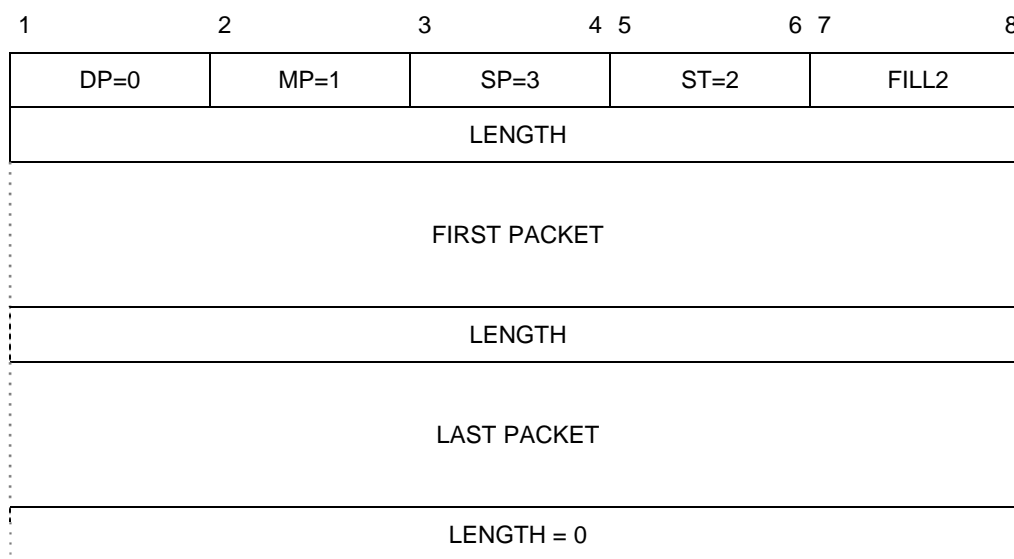 1 2 3 4 5 6 7 8
DP=0 MP=1 SP=3 ST=2 FILL2
LENGTH
FIRST PACKET
LENGTH
LAST PACKET
LENGTH = 0